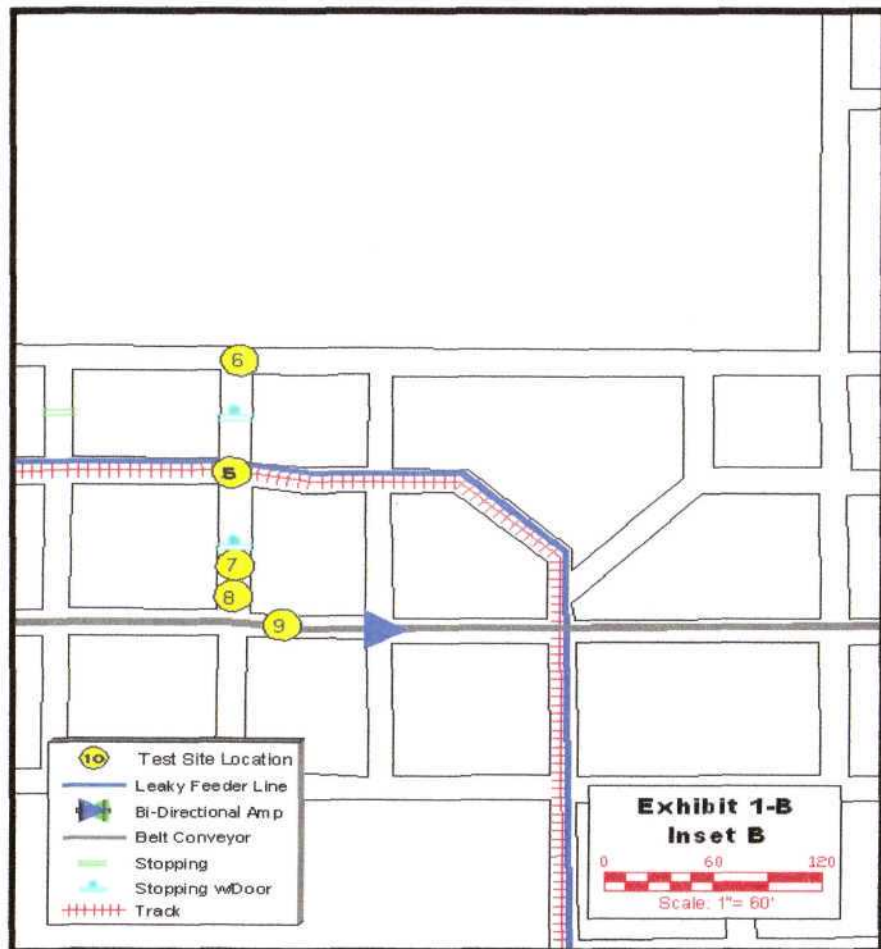 6
5
7
8
9
10 Test Site Location
Leaky Feeder Line
Bi-Directional Amp
Belt Conveyor
Stopping
Stopping w/Door
Track
Exhibit 1-B
Inset B
0 60 120
Scale: 1"= 60'